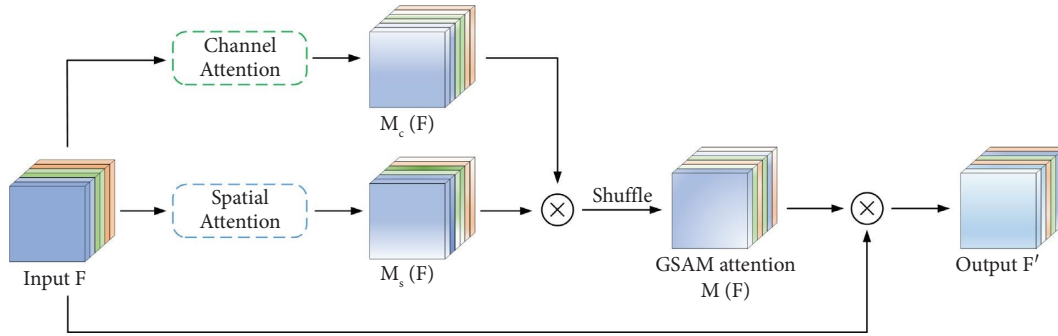 Channel
Attention
M_c (F)
Input F
Spatial
Attention
M_s (F)
Shuffle
GSAM attention
M (F)
Output F′